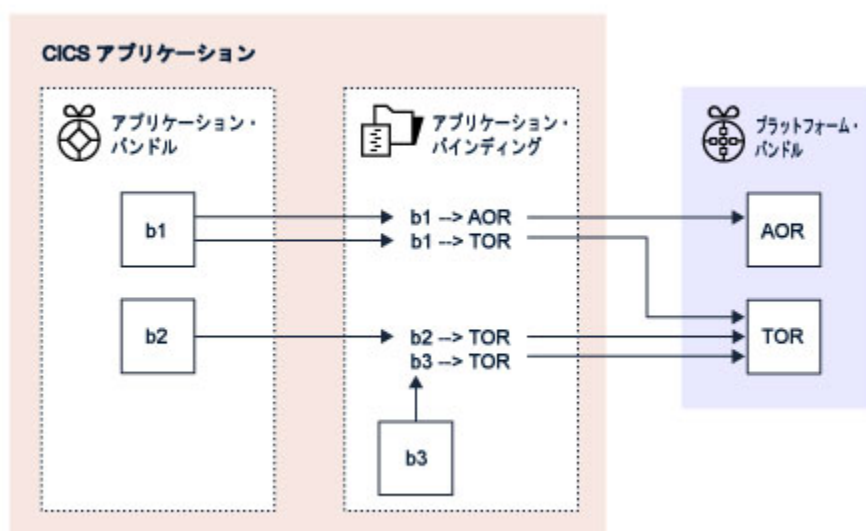 CICS アプリケーション
アプリケーション・
バンドル
アプリケーション・
バインディング
プラットフォーム・
バンドル
b1
b1 --> AOR
b1 --> TOR
AOR
b2
b2 --> TOR
b3 --> TOR
TOR
b3